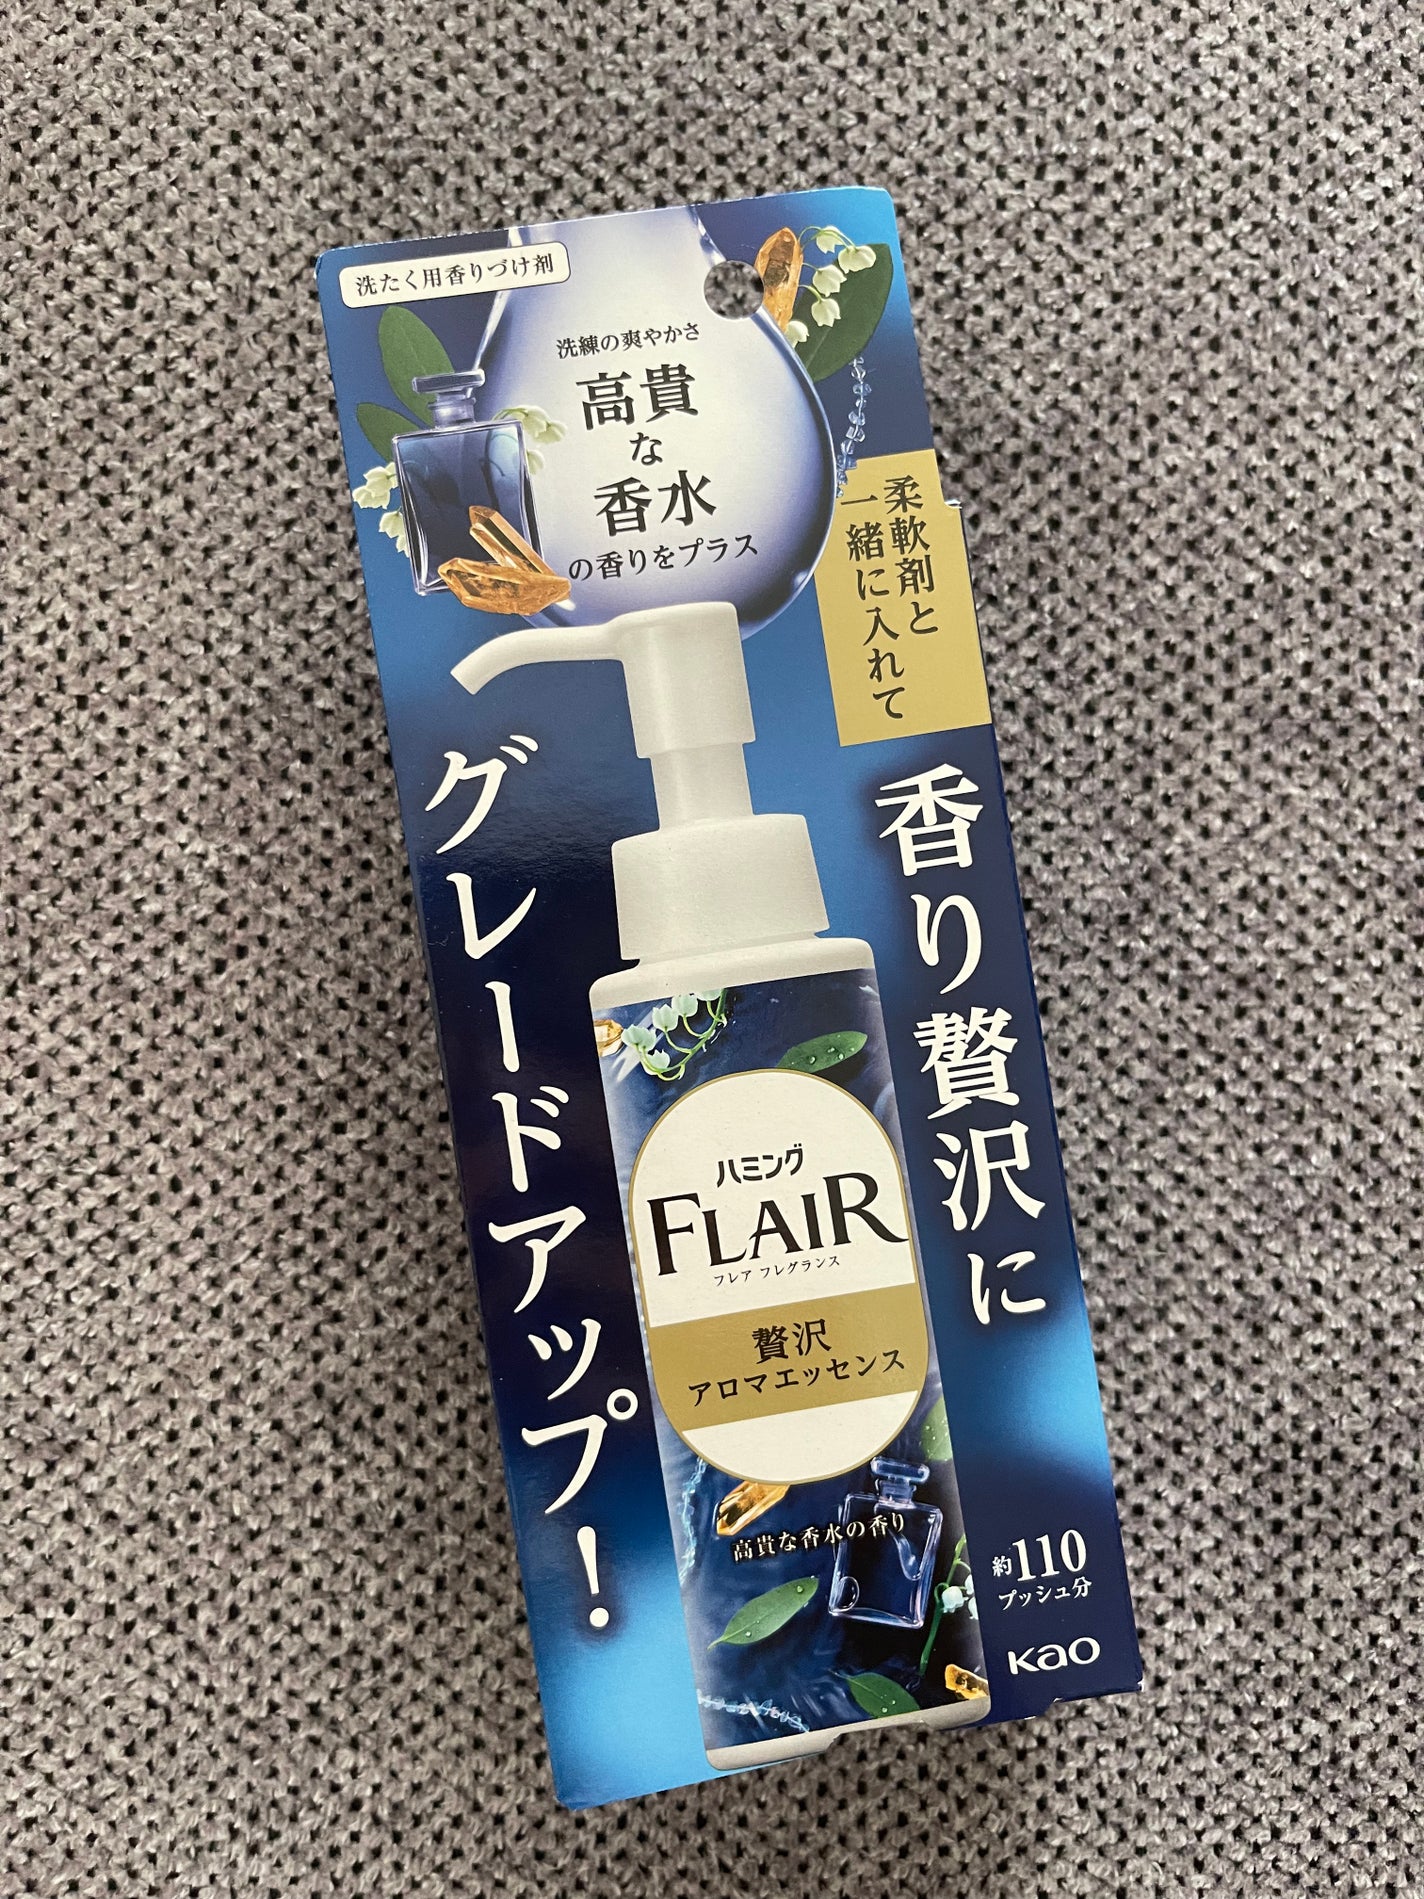 洗たく用香りづけ剤
洗練の爽やかさ
高貴
な
香水
の香りをプラス
柔軟剤と
一緒に入れて
香り贅沢に
グレードアップ!
ハミング
FLAIR
フレア フレグランス
贅沢
アロマエッセンス
高貴な香水の香り
約110
プッシュ分
Kao